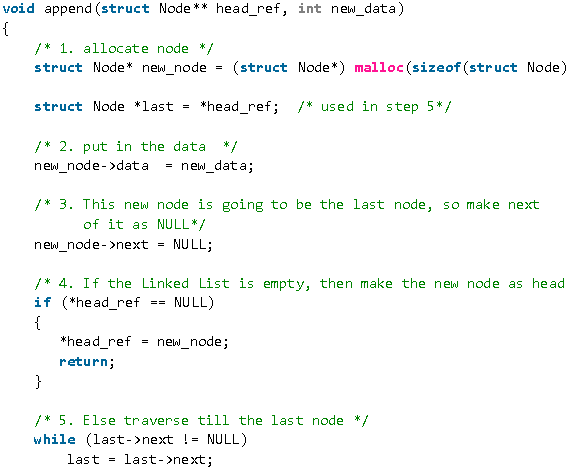 void append(struct Node** head_ref, int new_data)
{
/* 1. allocate node */
struct Node* new_node = (struct Node*) malloc(sizeof(struct Node)
struct Node *last = *head_ref; /* used in step 5*/
/* 2. put in the data */
new_node->data = new_data;
/* 3. This new node is going to be the last node, so make next
of it as NULL*/
new_node->next = NULL;
/* 4. If the Linked List is empty, then make the new node as head
if (*head_ref == NULL)
{
*head_ref = new_node;
return;
}
/* 5. Else traverse till the last node */
while (last->next != NULL)
last = last->next;